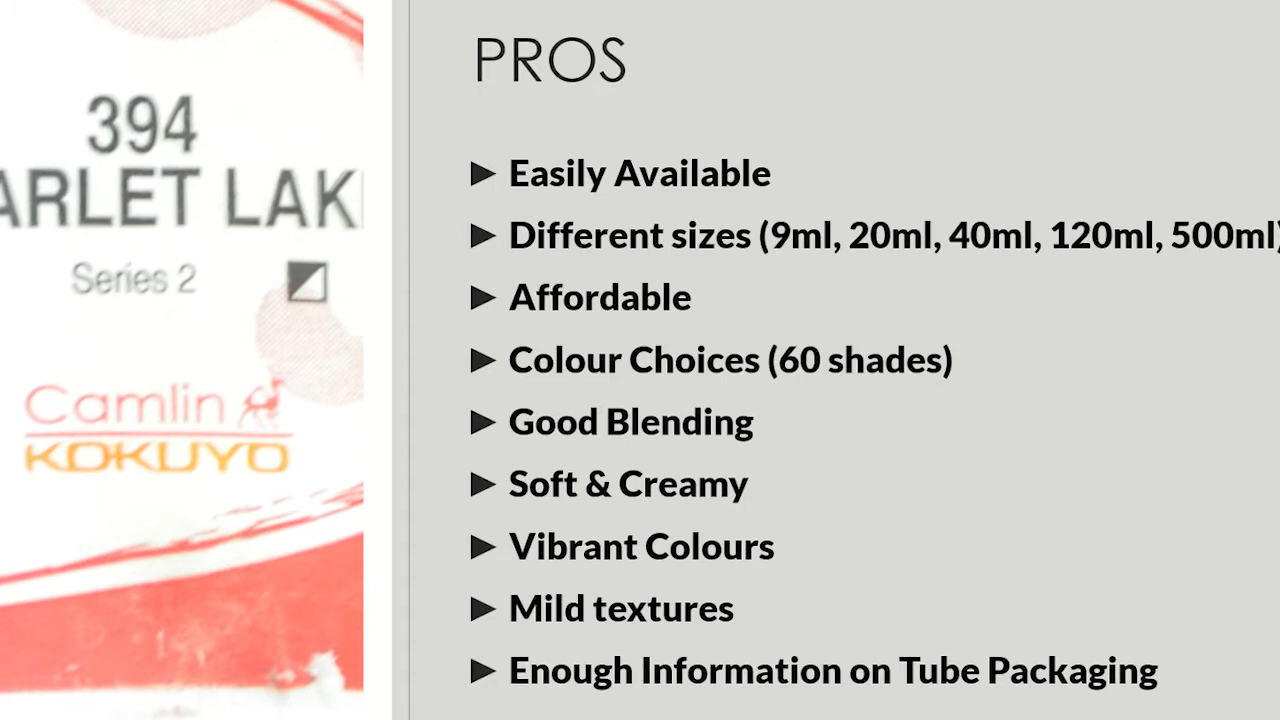 394
ARLET LAK
Series 2
Camlin
KOKUYO
PROS
Easily Available
Different sizes (9ml, 20ml, 40ml, 120ml, 500ml)
Affordable
Colour Choices (60 shades)
Good Blending
Soft & Creamy
Vibrant Colours
Mild textures
Enough Information on Tube Packaging